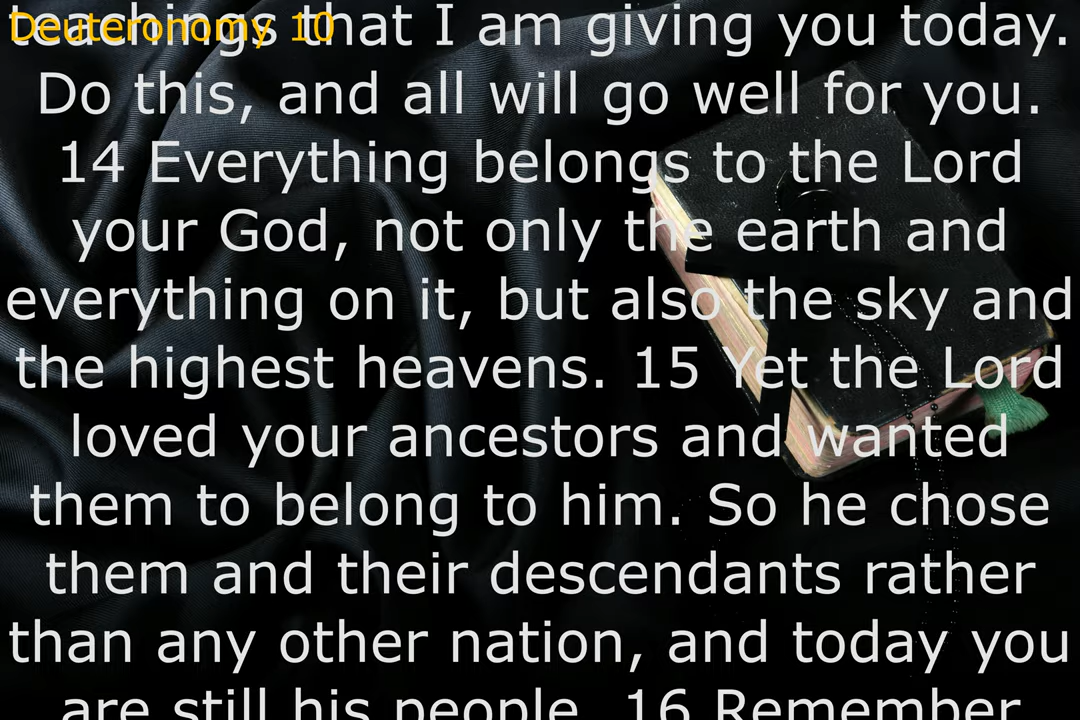 Deuteronomy 10
teachings that I am giving you today.
Do this, and all will go well for you.
14 Everything belongs to the Lord
your God, not only the earth and
everything on it, but also the sky and
the highest heavens. 15 Yet the Lord
loved your ancestors and wanted
them to belong to him. So he chose
them and their descendants rather
than any other nation, and today you
are still his people. 16 Remember